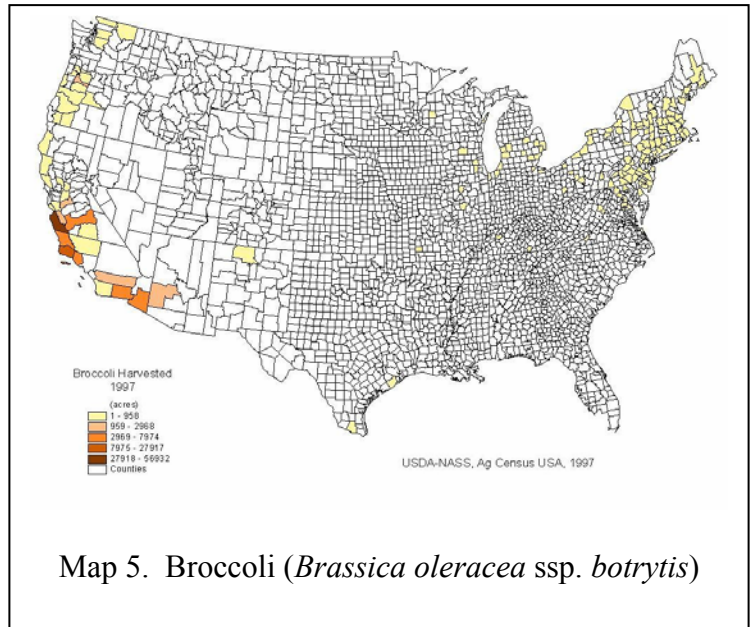 Broccoli Harvested
1997
(acres)
1 - 958
959 - 2968
2969 - 7974
7975 - 27917
27918 - 56932
Counties
USDA-NASS, Ag Census USA, 1997
Map 5. Broccoli (Brassica oleracea ssp. botrytis)